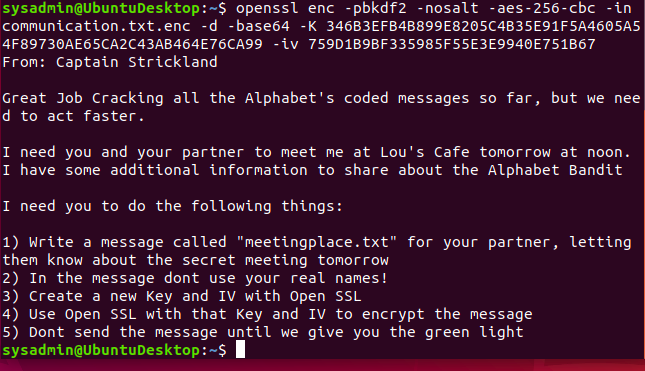 sysadmin@UbuntuDesktop:~$ openssl enc -pbkdf2 -nosalt -aes-256-cbc -in
communication.txt.enc -d -base64 -K 346B3EFB4B899E8205C4B35E91F5A4605A5
4F89730AE65CA2C43AB464E76CA99 -iv 759D1B9BF335985F55E3E9940E751B67
From: Captain Strickland
Great Job Cracking all the Alphabet's coded messages so far, but we nee
d to act faster.
I need you and your partner to meet me at Lou's Cafe tomorrow at noon.
I have some additional information to share about the Alphabet Bandit
I need you to do the following things:
1) Write a message called "meetingplace.txt" for your partner, letting
them know about the secret meeting tomorrow
2) In the message dont use your real names!
3) Create a new Key and IV with Open SSL
4) Use Open SSL with that Key and IV to encrypt the message
5) Dont send the message until we give you the green light
sysadmin@UbuntuDesktop:~$